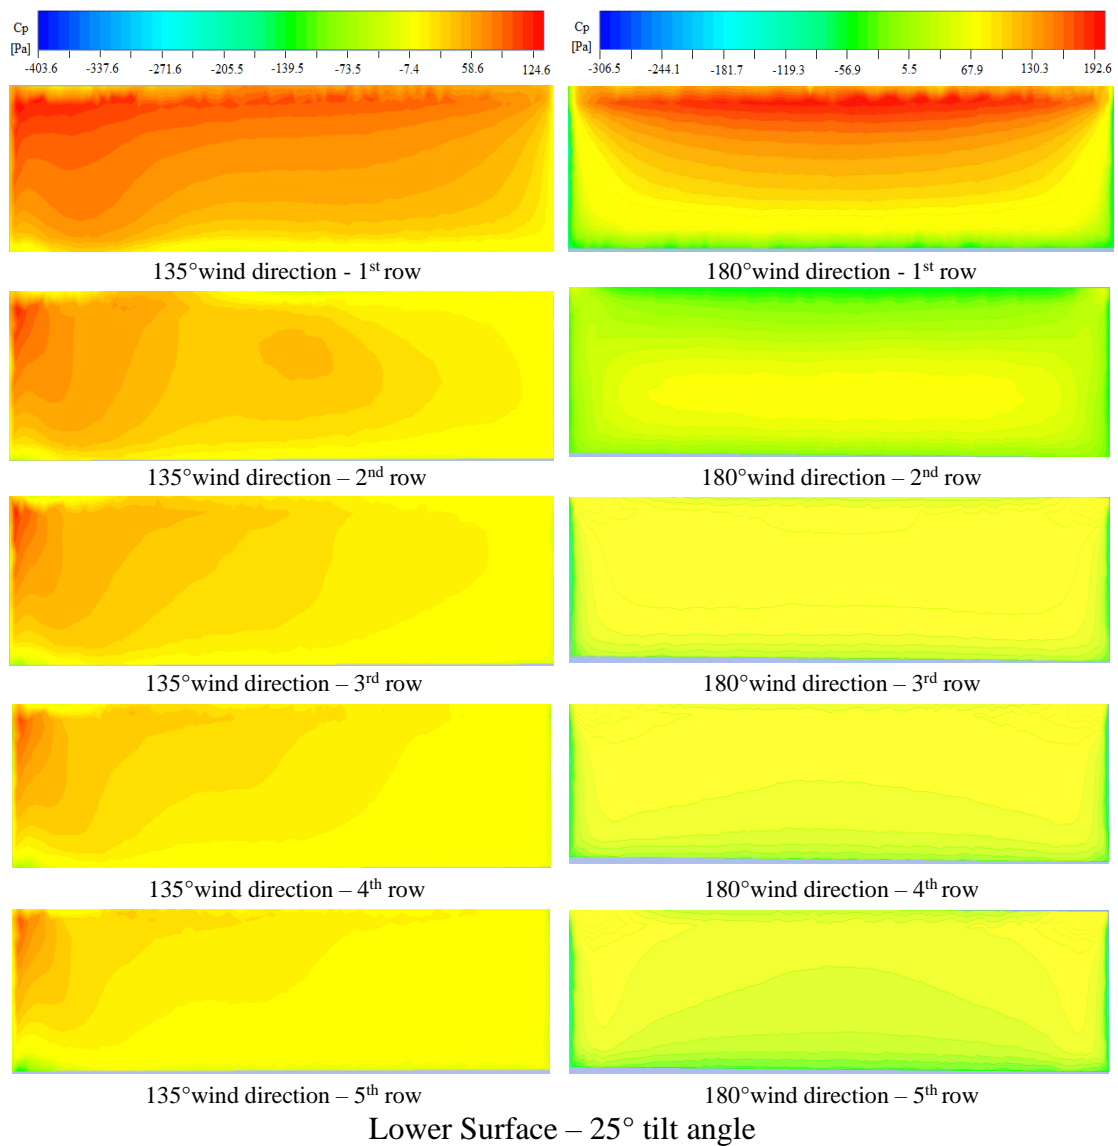 Cp
[Pa]
-403.6 -337.6 -271.6 -205.5 -139.5 -73.5 -7.4 58.6 124.6
Cp
[Pa]
-306.5 -244.1 -181.7 -119.3 -56.9 5.5 67.9 130.3 192.6
135°wind direction - 1st row
180°wind direction - 1st row
135°wind direction – 2nd row
180°wind direction – 2nd row
135°wind direction – 3rd row
180°wind direction – 3rd row
135°wind direction – 4th row
180°wind direction – 4th row
135°wind direction – 5th row
180°wind direction – 5th row
Lower Surface – 25° tilt angle